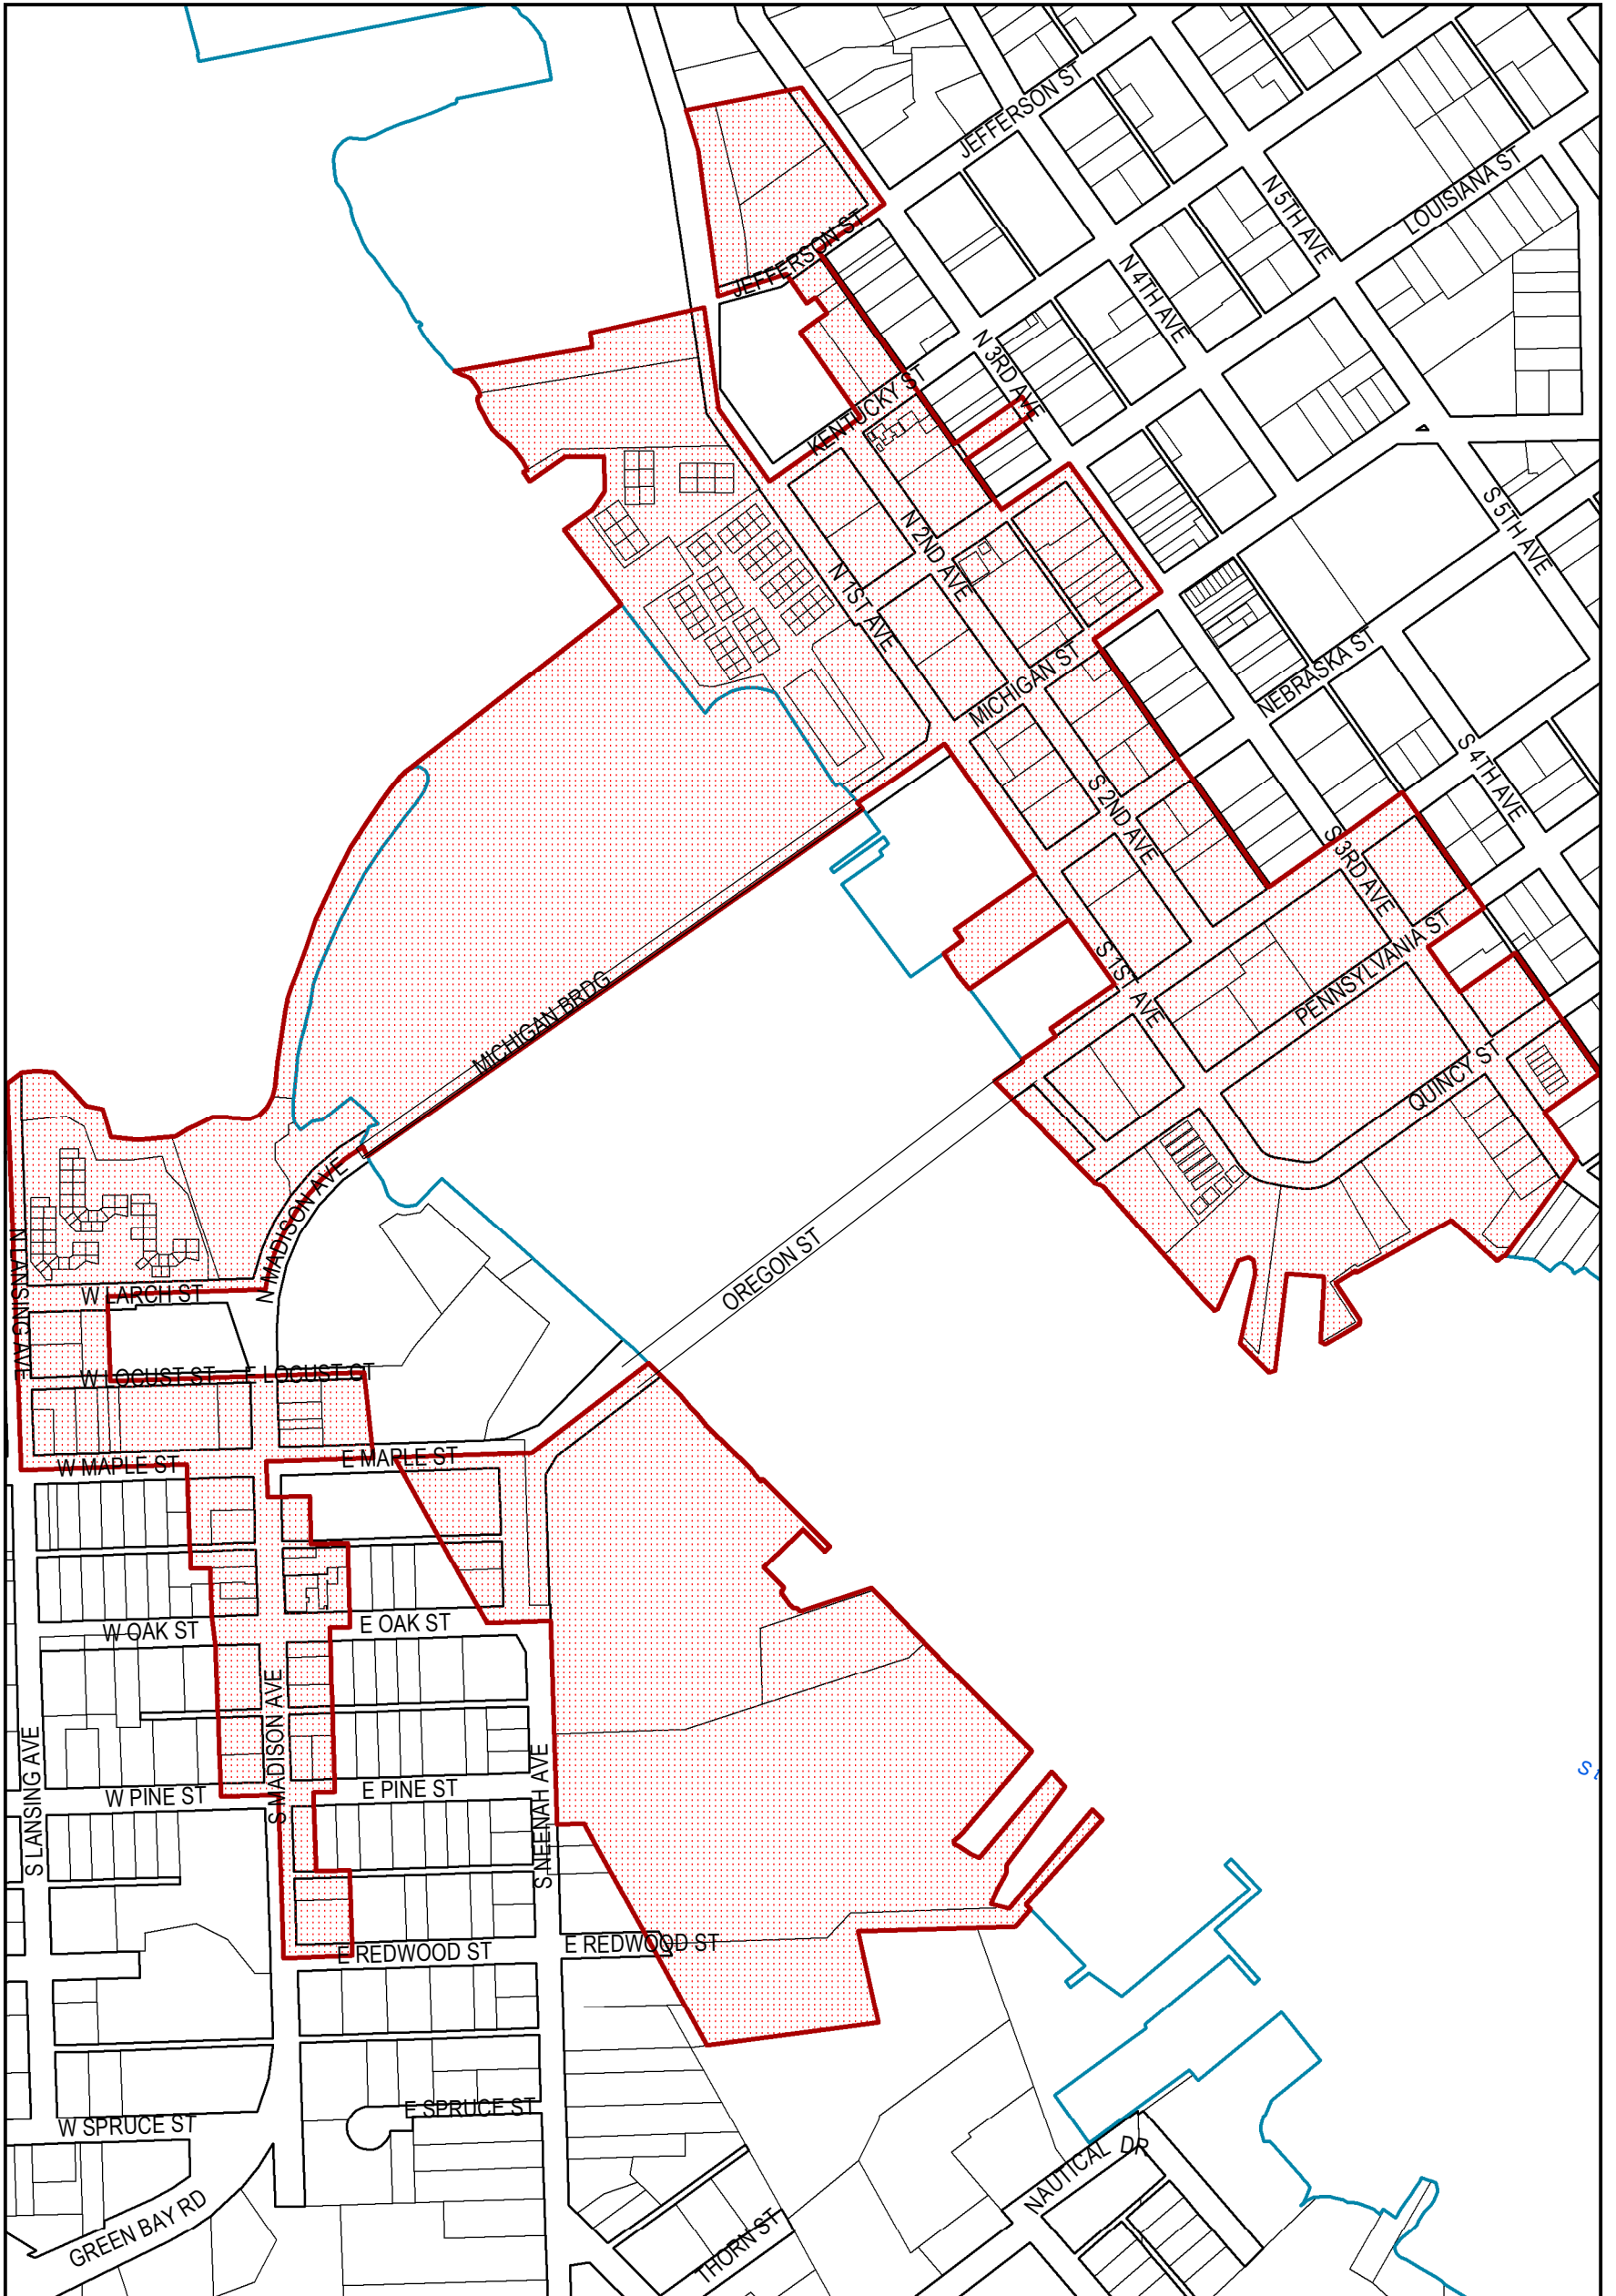 JEFFERSON ST
LOUISIANA ST
N 5TH AVE
JEFFERSON ST
N 4TH AVE
N 3RD AVE
KENTUCKY ST
S 5TH AVE
N 2ND AVE
N 1ST AVE
MICHIGAN ST
NEBRASKA ST
S 4TH AVE
S 2ND AVE
S 3RD AVE
PENNSYLVANIA ST
S 1ST AVE
MICHIGAN BRDG
QUINCY ST
N MADISON AVE
OREGON ST
N LANSING AVE
W LARCH ST
W LOCUST ST
E LOCUST CT
W MAPLE ST
E MAPLE ST
W OAK ST
E OAK ST
S MADISON AVE
S LANSING AVE
W PINE ST
E PINE ST
S NEENAH AVE
E REDWOOD ST
E REDWOOD ST
W SPRUCE ST
E SPRUCE ST
NAUTICAL DR
GREEN BAY RD
THORN ST